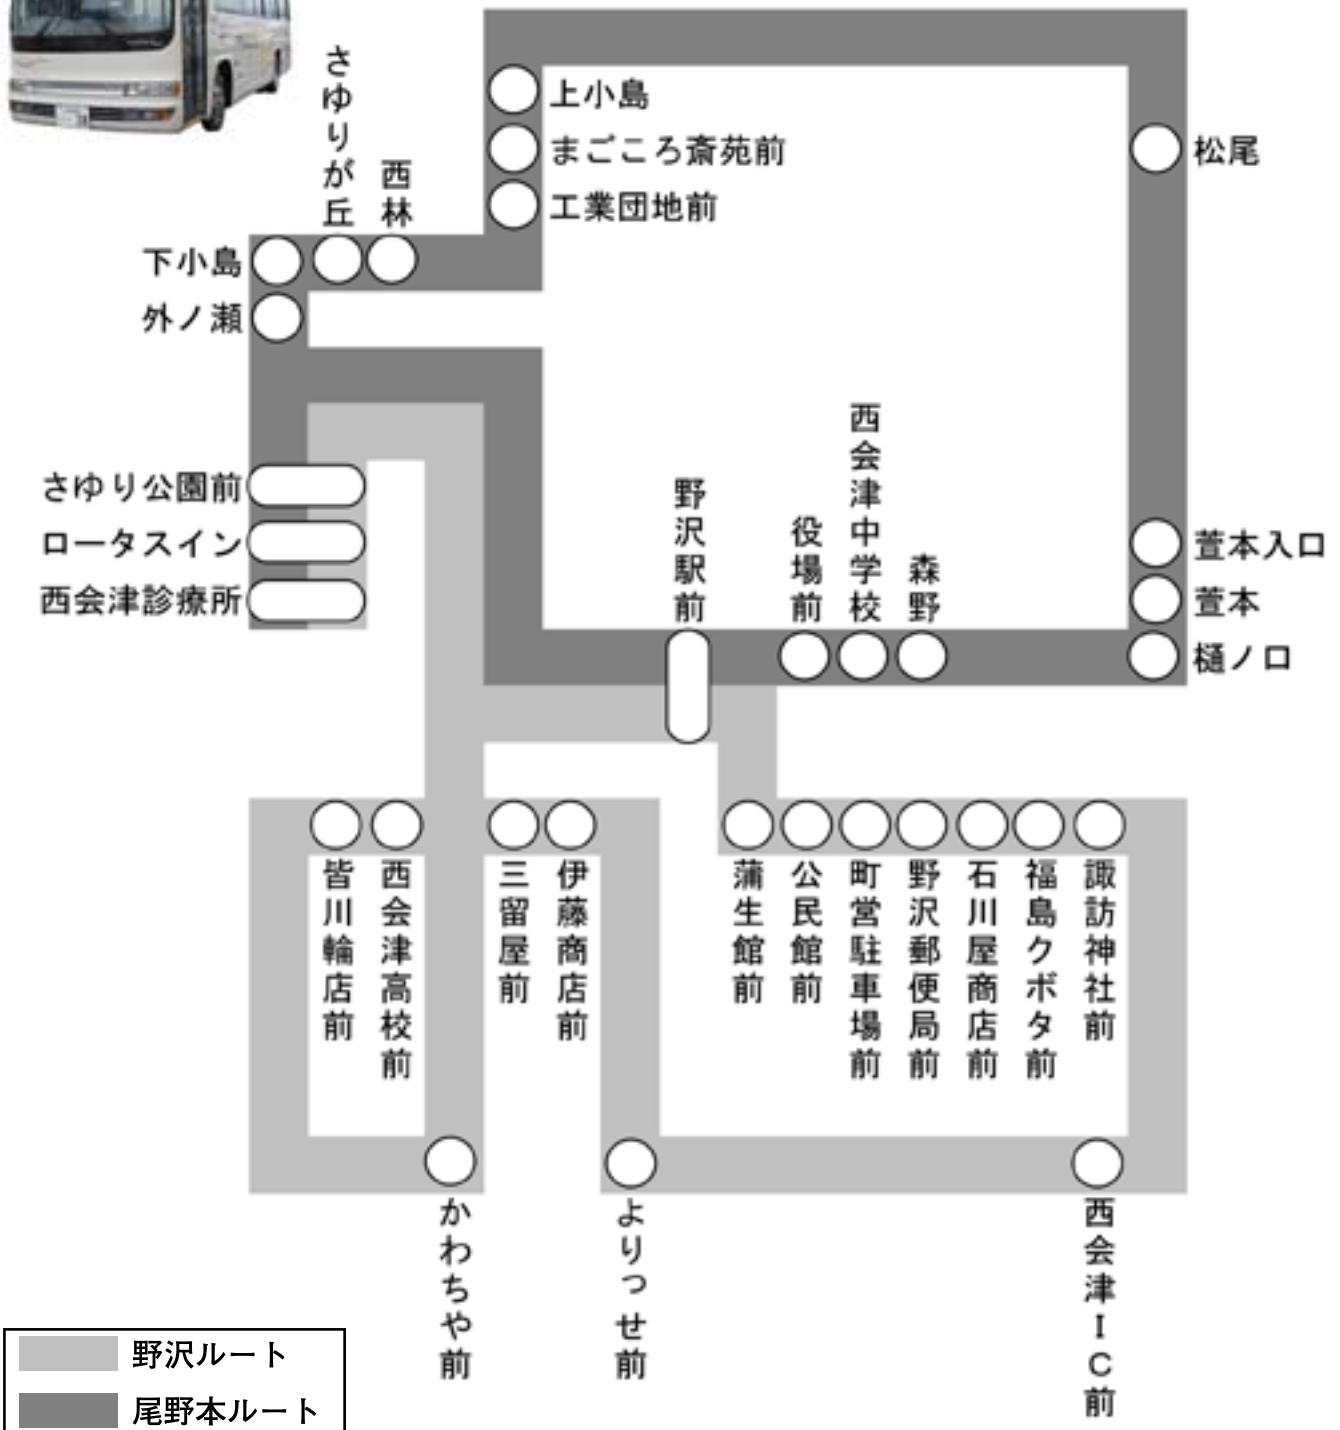 さゆりが丘
西林
上小島
まごころ斎苑前
工業団地前
松尾
下小島
外ノ瀬
さゆり公園前
ロータスイン
西会津診療所
野沢駅前
役場前
西会津中学校
森野
萱本入口
萱本
樋ノ口
皆川輪店前
西会津高校前
三留屋前
伊藤商店前
蒲生館前
公民館前
町営駐車場前
野沢郵便局前
石川屋商店前
福島クボタ前
諏訪神社前
かわちや前
よりっせ前
西会津IC前
野沢ルート
尾野本ルート